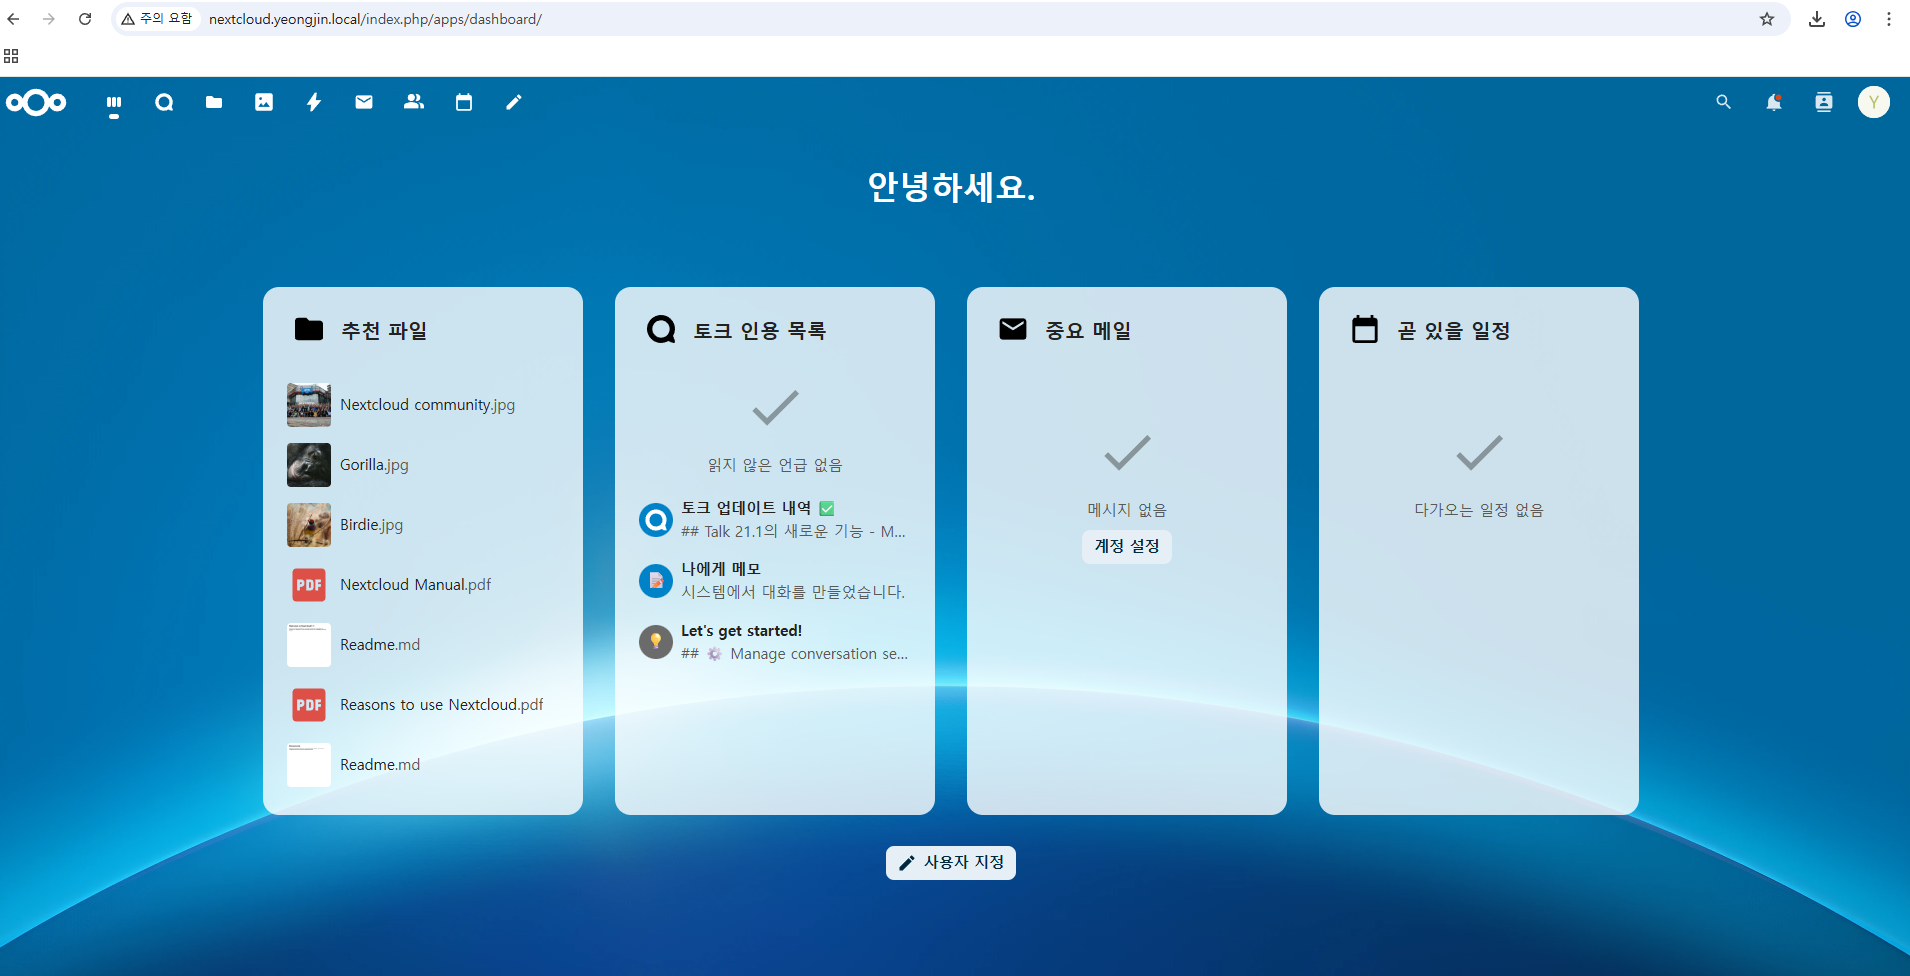 주의 요함
nextcloud.yeongjin.local/index.php/apps/dashboard/
Y
안녕하세요.
추천 파일
Nextcloud community.jpg
Gorilla.jpg
Birdie.jpg
PDF
Nextcloud Manual.pdf
Readme.md
PDF
Reasons to use Nextcloud.pdf
Readme.md
토크 인용 목록
읽지 않은 언급 없음
토크 업데이트 내역 ✅
## Talk 21.1의 새로운 기능 - M...
나에게 메모
시스템에서 대화를 만들었습니다.
Let's get started!
## ⚙️ Manage conversation se...
중요 메일
메시지 없음
계정 설정
곧 있을 일정
다가오는 일정 없음
사용자 지정